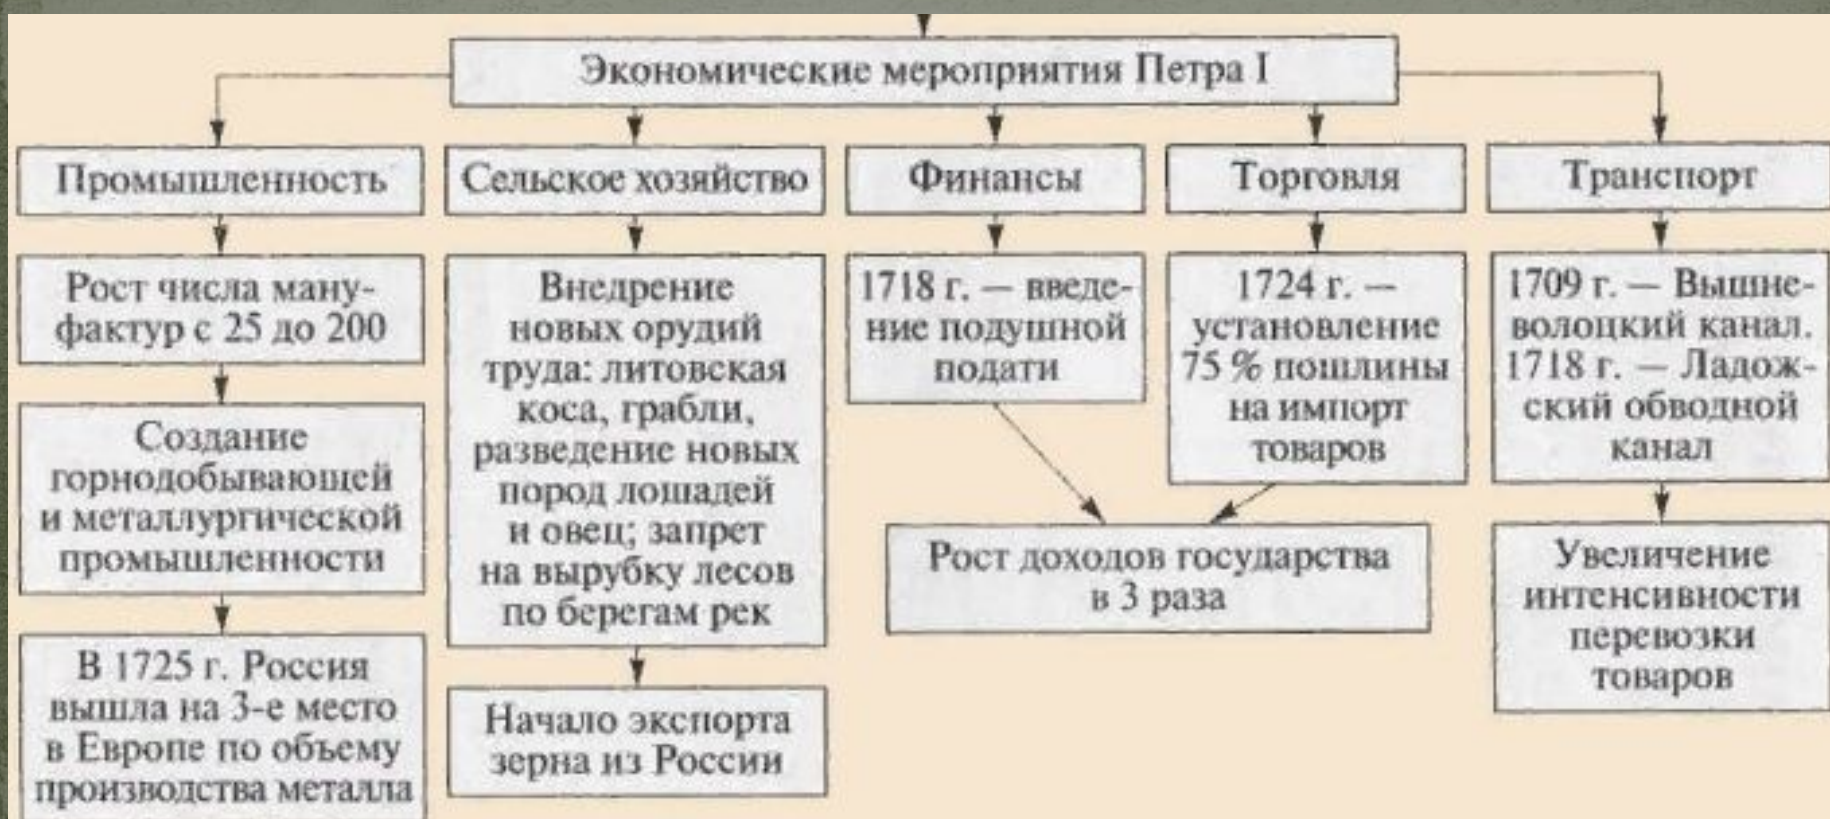 Экономические мероприятия Петра I
Промышленность
Рост числа ману-
фактур с 25 до 200
Создание
горнодобывающей
и металлургической
промышленности
В 1725 г. Россия
вышла на 3-е место
в Европе по объему
производства металла
Сельское хозяйство
Внедрение
новых орудий
труда: литовская
коса, грабли,
разведение новых
пород лошадей
и овец; запрет
на вырубку лесов
по берегам рек
Начало экспорта
зерна из России
Финансы
1718 г. — введе-
ние подушной
подати
Торговля
1724 г. —
установление
75 % пошлины
на импорт
товаров
Рост доходов государства
в 3 раза
Транспорт
1709 г. — Вышне-
волоцкий канал.
1718 г. — Ладож-
ский обводной
канал
Увеличение
интенсивности
перевозки
товаров